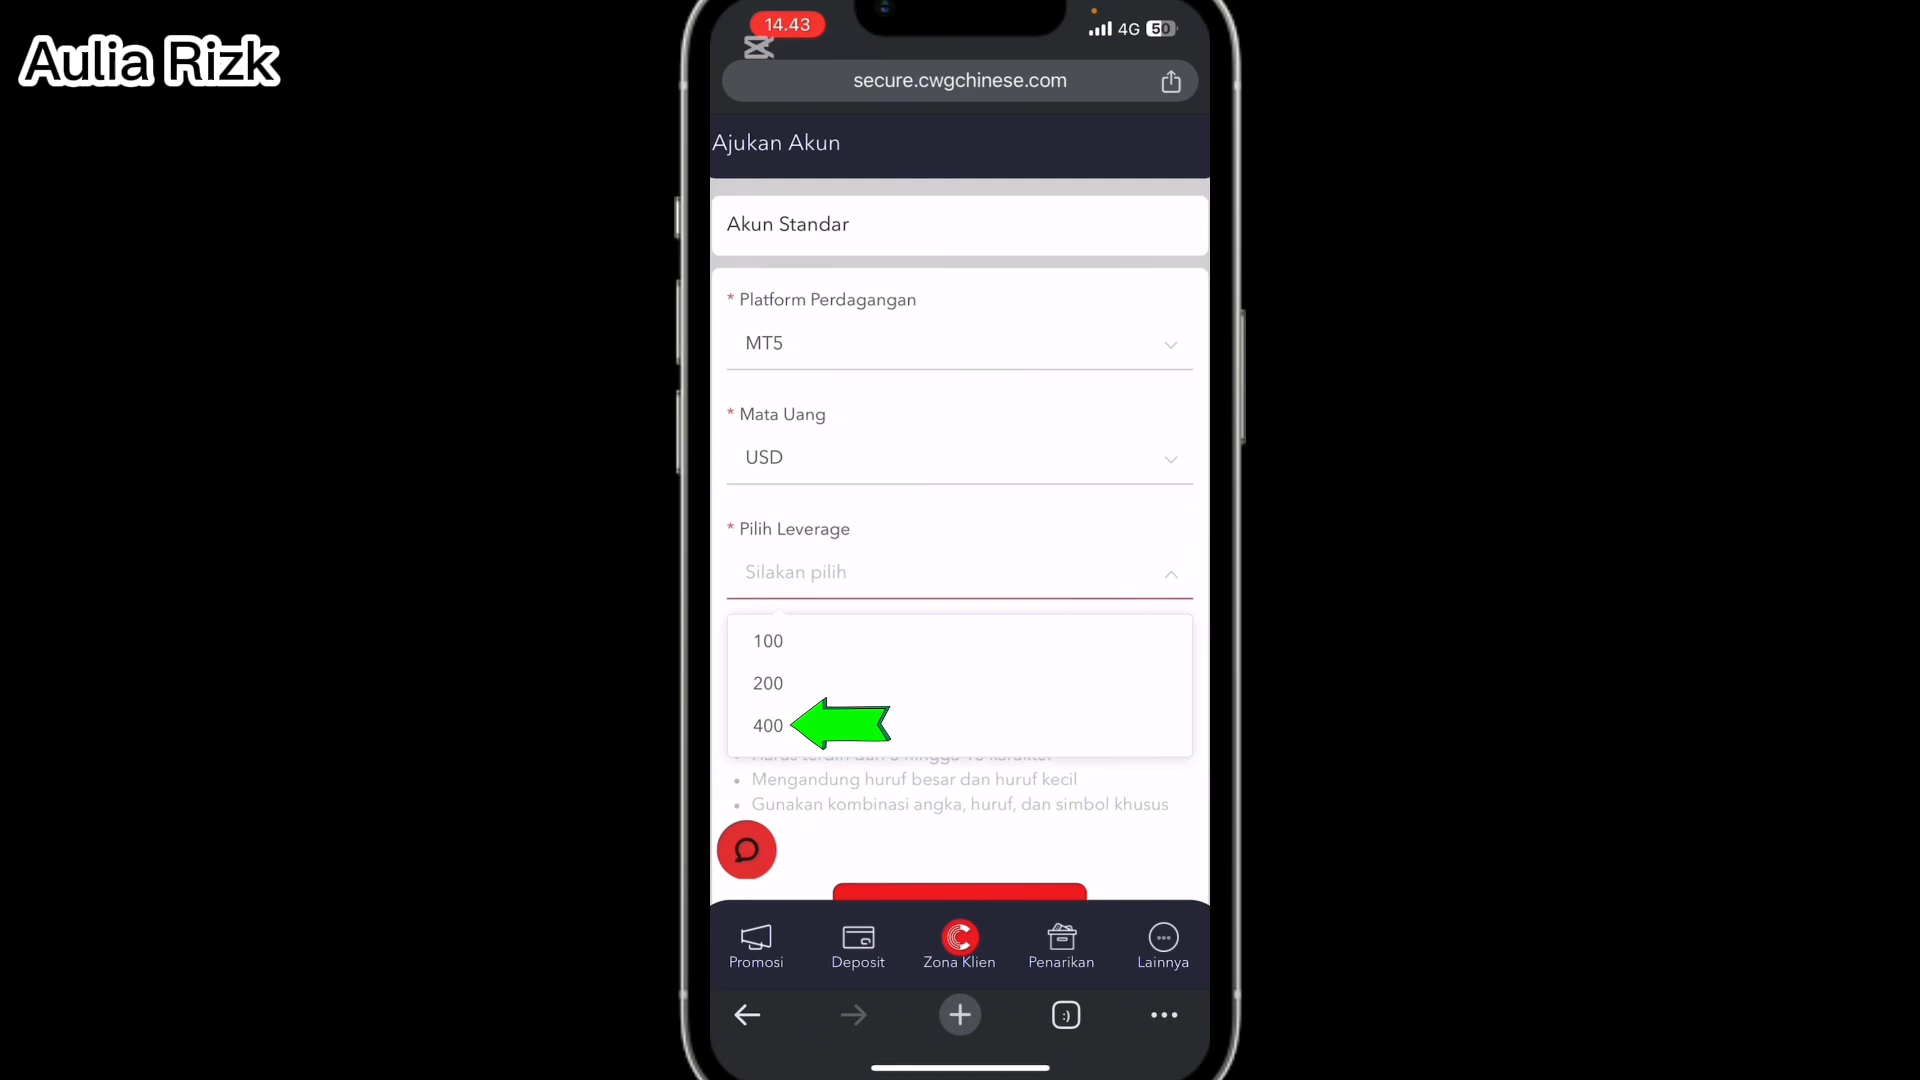 Aulia Rizk
14.43
4G
50
secure.cwgchinese.com
Ajukan Akun
Akun Standar
* Platform Perdagangan
MT5
* Mata Uang
USD
* Pilih Leverage
Silakan pilih
100
200
400
• Mengandung huruf besar dan huruf kecil
• Gunakan kombinasi angka, huruf, dan simbol khusus
Promosi
Deposit
Zona Klien
Penarikan
Lainnya
:)